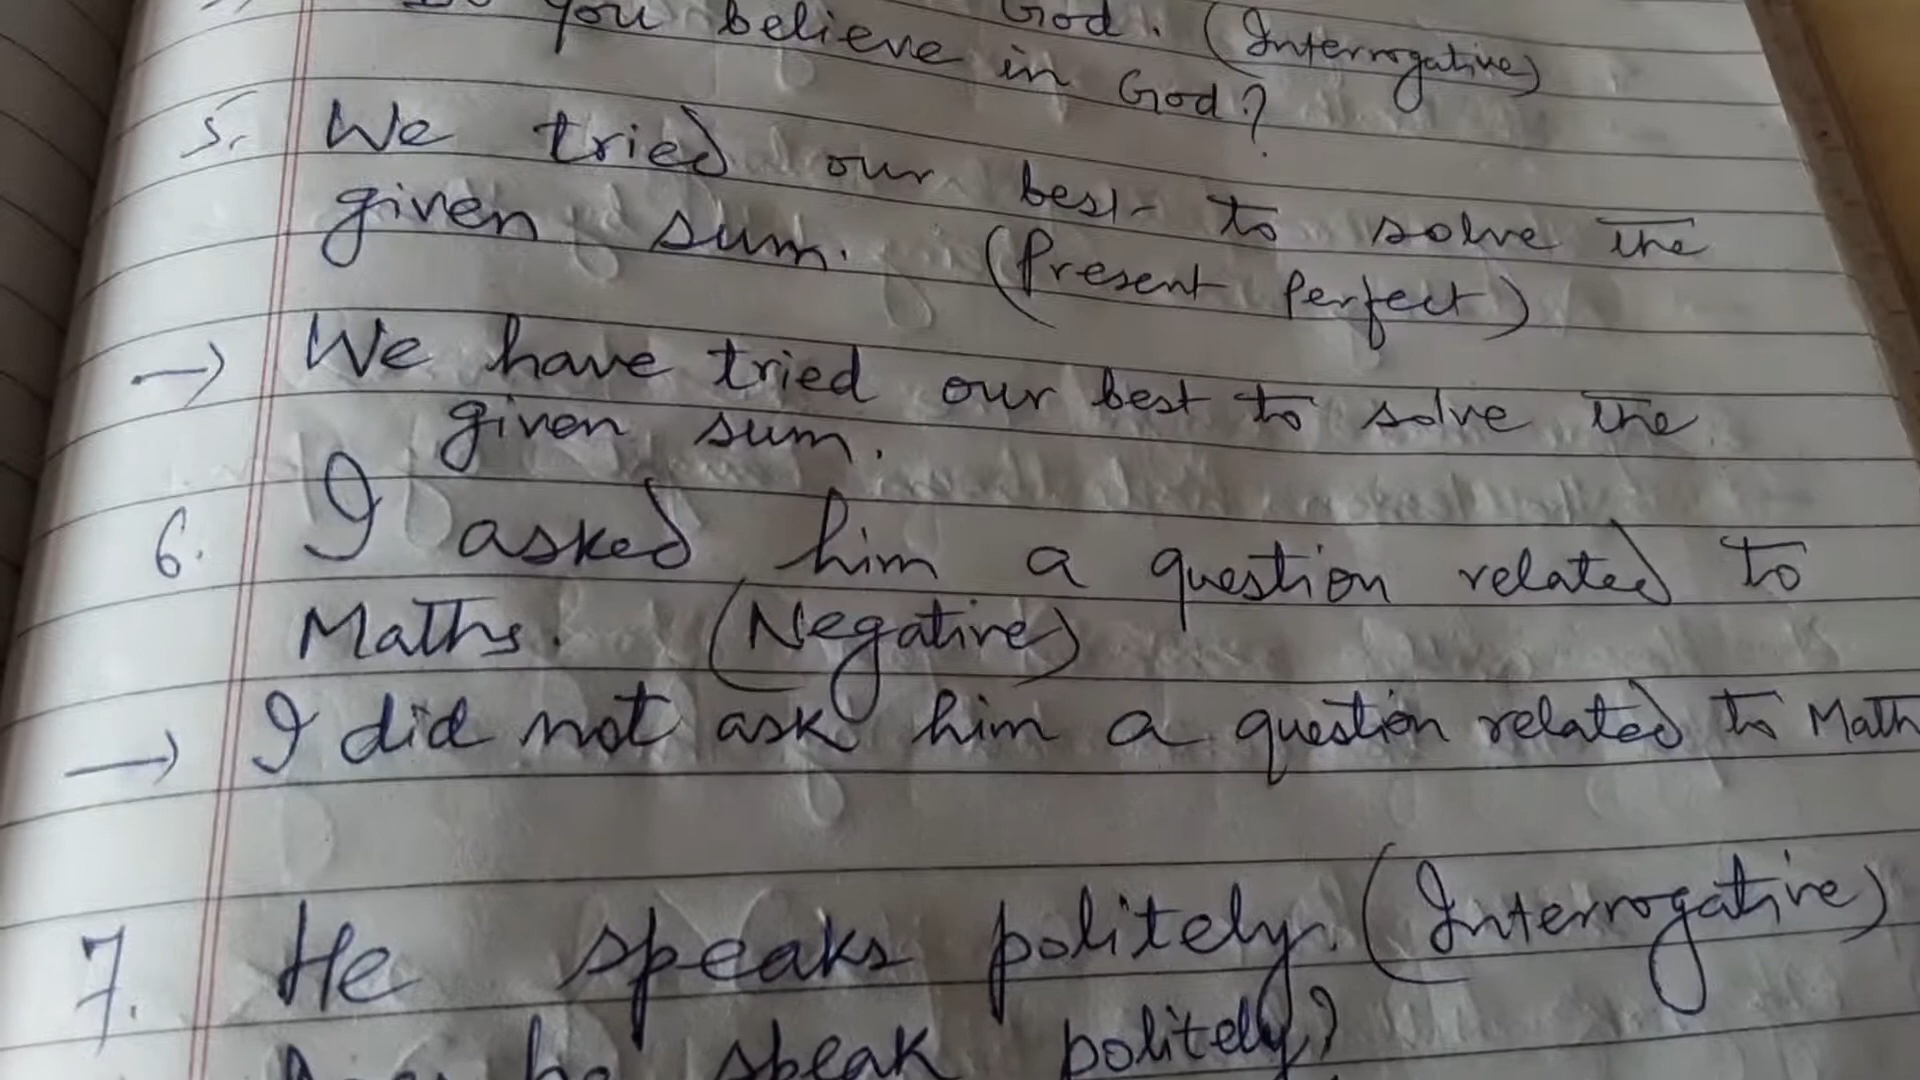 God. (Interrogative)
you believe in God?
5. We tried our best to solve the
given sum. (Present Perfect)
→ We have tried our best to solve the
given sum.
6. I asked him a question related to
Maths. (Negative)
→ I did not ask him a question related to Math
7. He speaks politely. (Interrogative)
he speak politely?